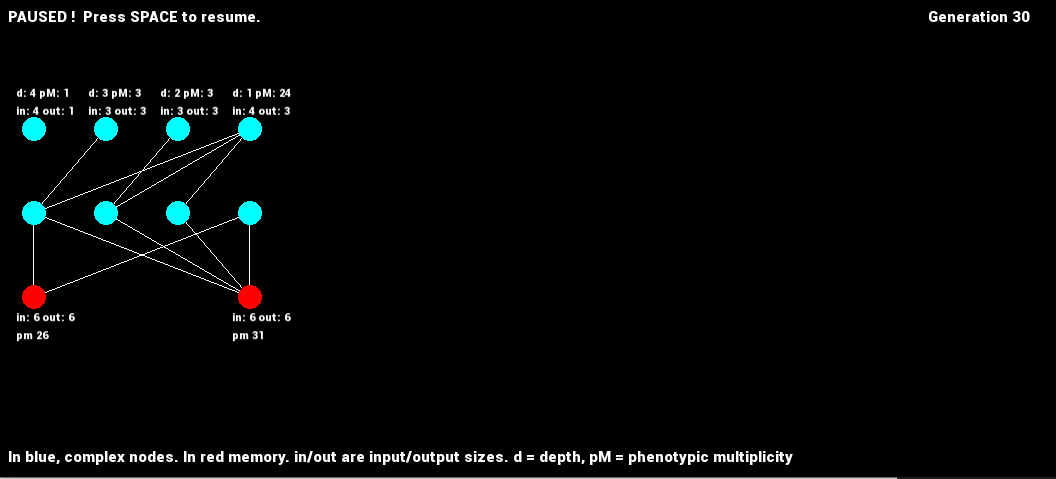 PAUSED ! Press SPACE to resume.
Generation 30
d: 4 pM: 1 d: 3 pM: 3 d: 2 pM: 3 d: 1 pM: 24
in: 4 out: 1 in: 3 out: 3 in: 3 out: 3 in: 4 out: 3
in: 6 out: 6 in: 6 out: 6
pm 26 pm 31
In blue, complex nodes. In red memory. in/out are input/output sizes. d = depth, pM = phenotypic multiplicity